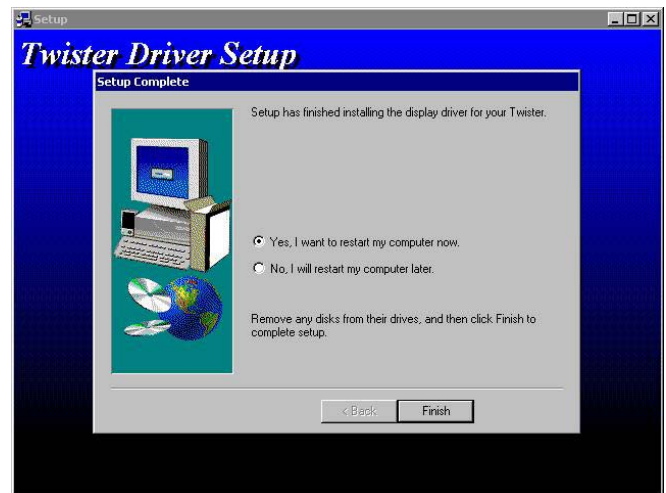 Setup
Twister Driver Setup
Setup Complete
Setup has finished installing the display driver for your Twister.
Yes, I want to restart my computer now.
No, I will restart my computer later.
Remove any disks from their drives, and then click Finish to
complete setup.
< Back
Finish